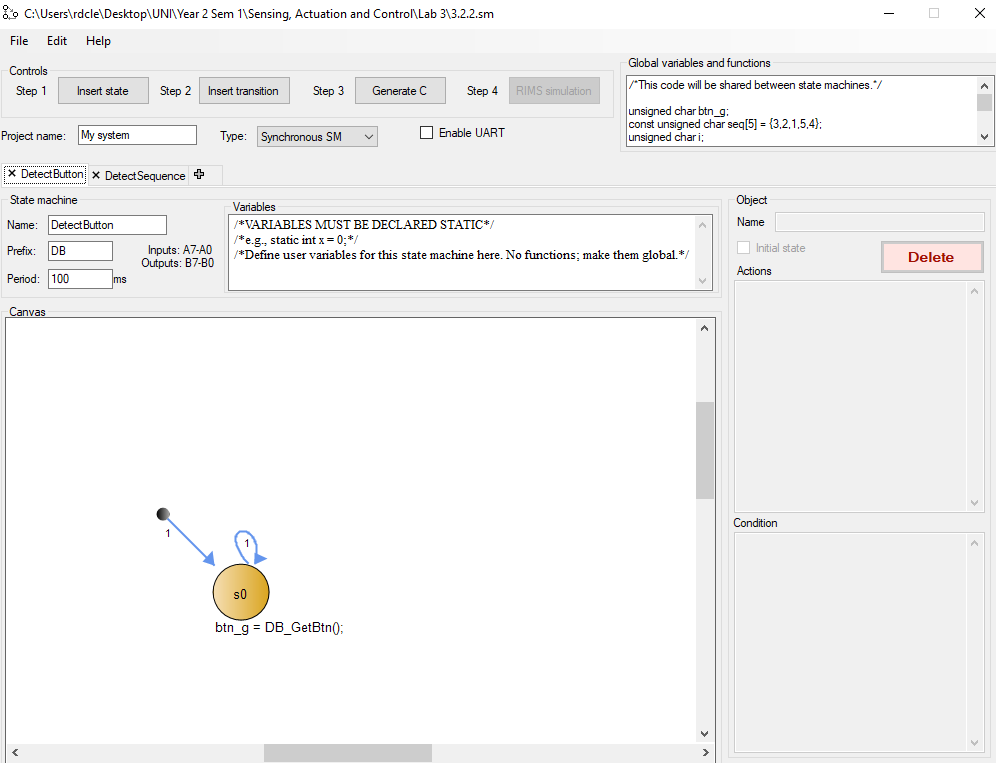 C:\Users\rdcle\Desktop\UNI\Year 2 Sem 1\Sensing, Actuation and Control\Lab 3\3.2.2.sm
File Edit Help
Controls
Step 1 Insert state Step 2 Insert transition Step 3 Generate C Step 4 RIMS simulation
Project name: My system Type: Synchronous SM Enable UART
Global variables and functions
/*This code will be shared between state machines.*/
unsigned char btn_g;
const unsigned char seq[5] = {3,2,1,5,4};
unsigned char i;
DetectButton DetectSequence
State machine
Name: DetectButton
Prefix: DB
Period: 100 ms
Inputs: A7-A0
Outputs: B7-B0
Variables
/*VARIABLES MUST BE DECLARED STATIC*/
/*e.g., static int x = 0;*/
/*Define user variables for this state machine here. No functions; make them global.*/
Object
Name
Initial state
Delete
Actions
Condition
Canvas
1
1
s0
btn_g = DB_GetBtn();